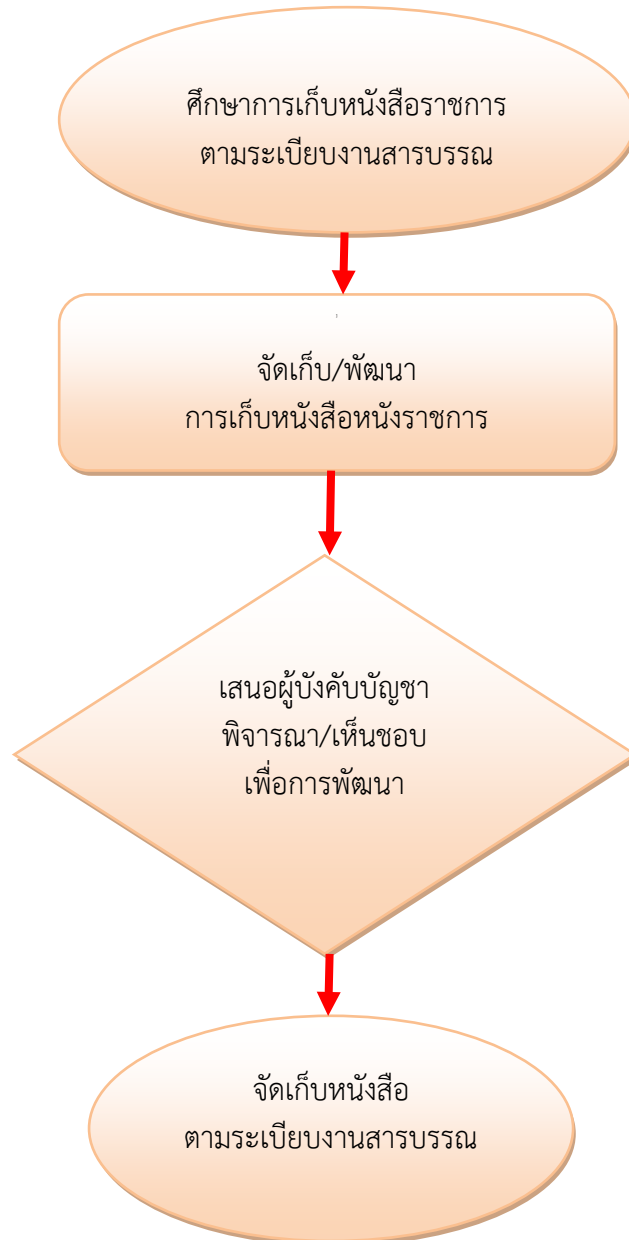 ศึกษาการเก็บหนังสือราชการ
ตามระเบียบงานสารบรรณ
จัดเก็บ/พัฒนา
การเก็บหนังสือหนังราชการ
เสนอผู้บังคับบัญชา
พิจารณา/เห็นชอบ
เพื่อการพัฒนา
จัดเก็บหนังสือ
ตามระเบียบงานสารบรรณ